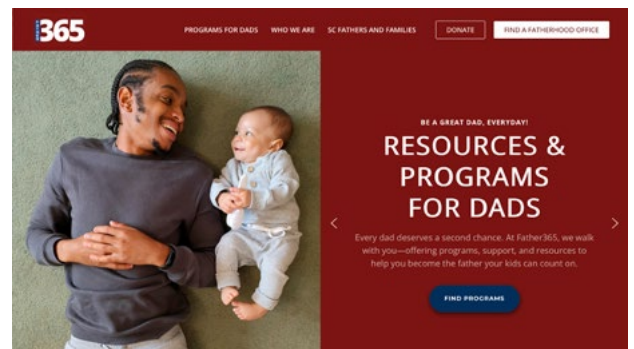 365
PROGRAMS FOR DADS WHO WE ARE SC FATHERS AND FAMILIES DONATE FIND A FATHERHOOD OFFICE
BE A GREAT DAD, EVERYDAY!
RESOURCES &
PROGRAMS
FOR DADS
Every dad deserves a second chance. At Father365, we walk
with you—offering programs, support, and resources to
help you become the father your kids can count on.
FIND PROGRAMS